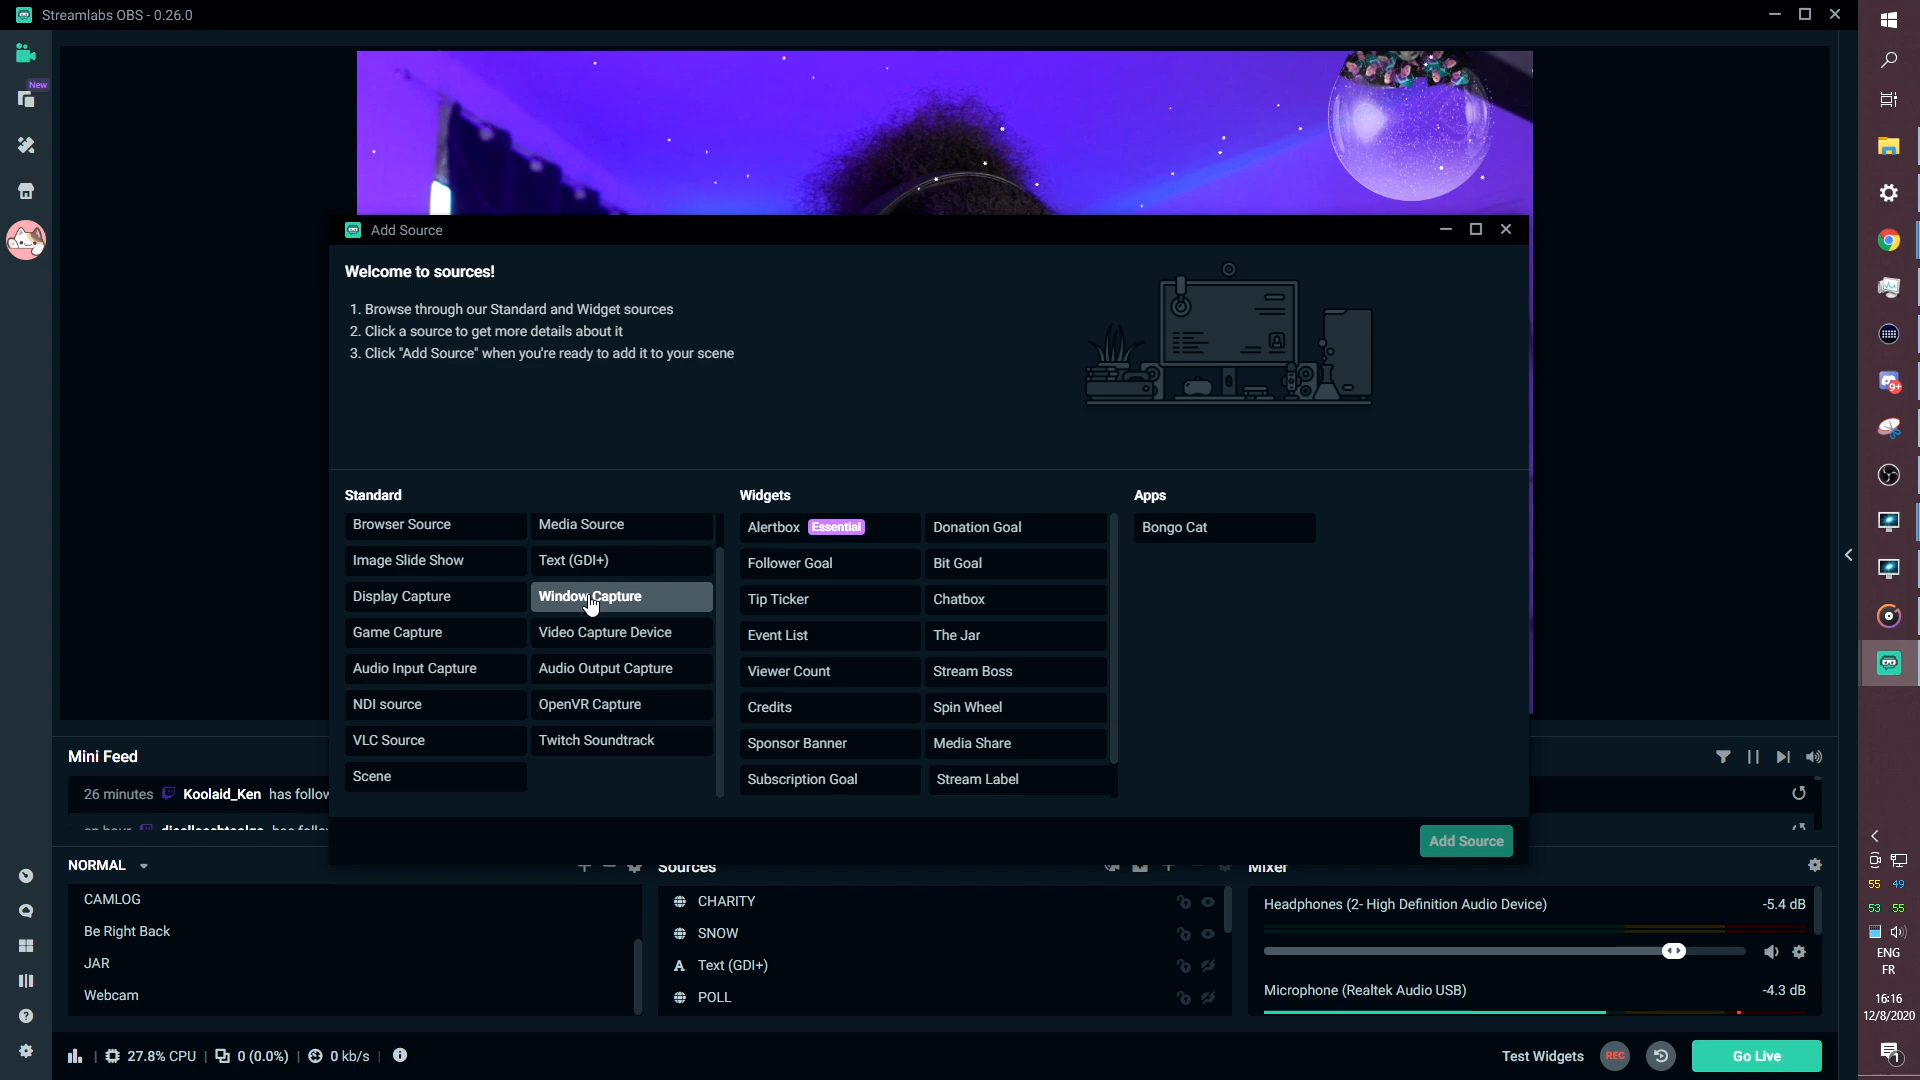 Streamlabs OBS - 0.26.0
New
Add Source
Welcome to sources!
1. Browse through our Standard and Widget sources
2. Click a source to get more details about it
3. Click "Add Source" when you're ready to add it to your scene
Standard
Widgets
Apps
Browser Source
Media Source
Image Slide Show
Text (GDI+)
Display Capture
Window Capture
Game Capture
Video Capture Device
Audio Input Capture
Audio Output Capture
NDI source
OpenVR Capture
VLC Source
Twitch Soundtrack
Scene
Alertbox Essential
Donation Goal
Follower Goal
Bit Goal
Tip Ticker
Chatbox
Event List
The Jar
Viewer Count
Stream Boss
Credits
Spin Wheel
Sponsor Banner
Media Share
Subscription Goal
Stream Label
Bongo Cat
Add Source
Mini Feed
26 minutes Koolaid_Ken has follow
NORMAL
CAMLOG
Be Right Back
JAR
Webcam
Sources
CHARITY
SNOW
A Text (GDI+)
POLL
Mixer
Headphones (2- High Definition Audio Device) -5.4 dB
Microphone (Realtek Audio USB) -4.3 dB
27.8% CPU 0 (0.0%) 0 kb/s
Test Widgets
REC
Go Live
9+
55 49
53 55
ENG
FR
16:16
12/8/2020
1